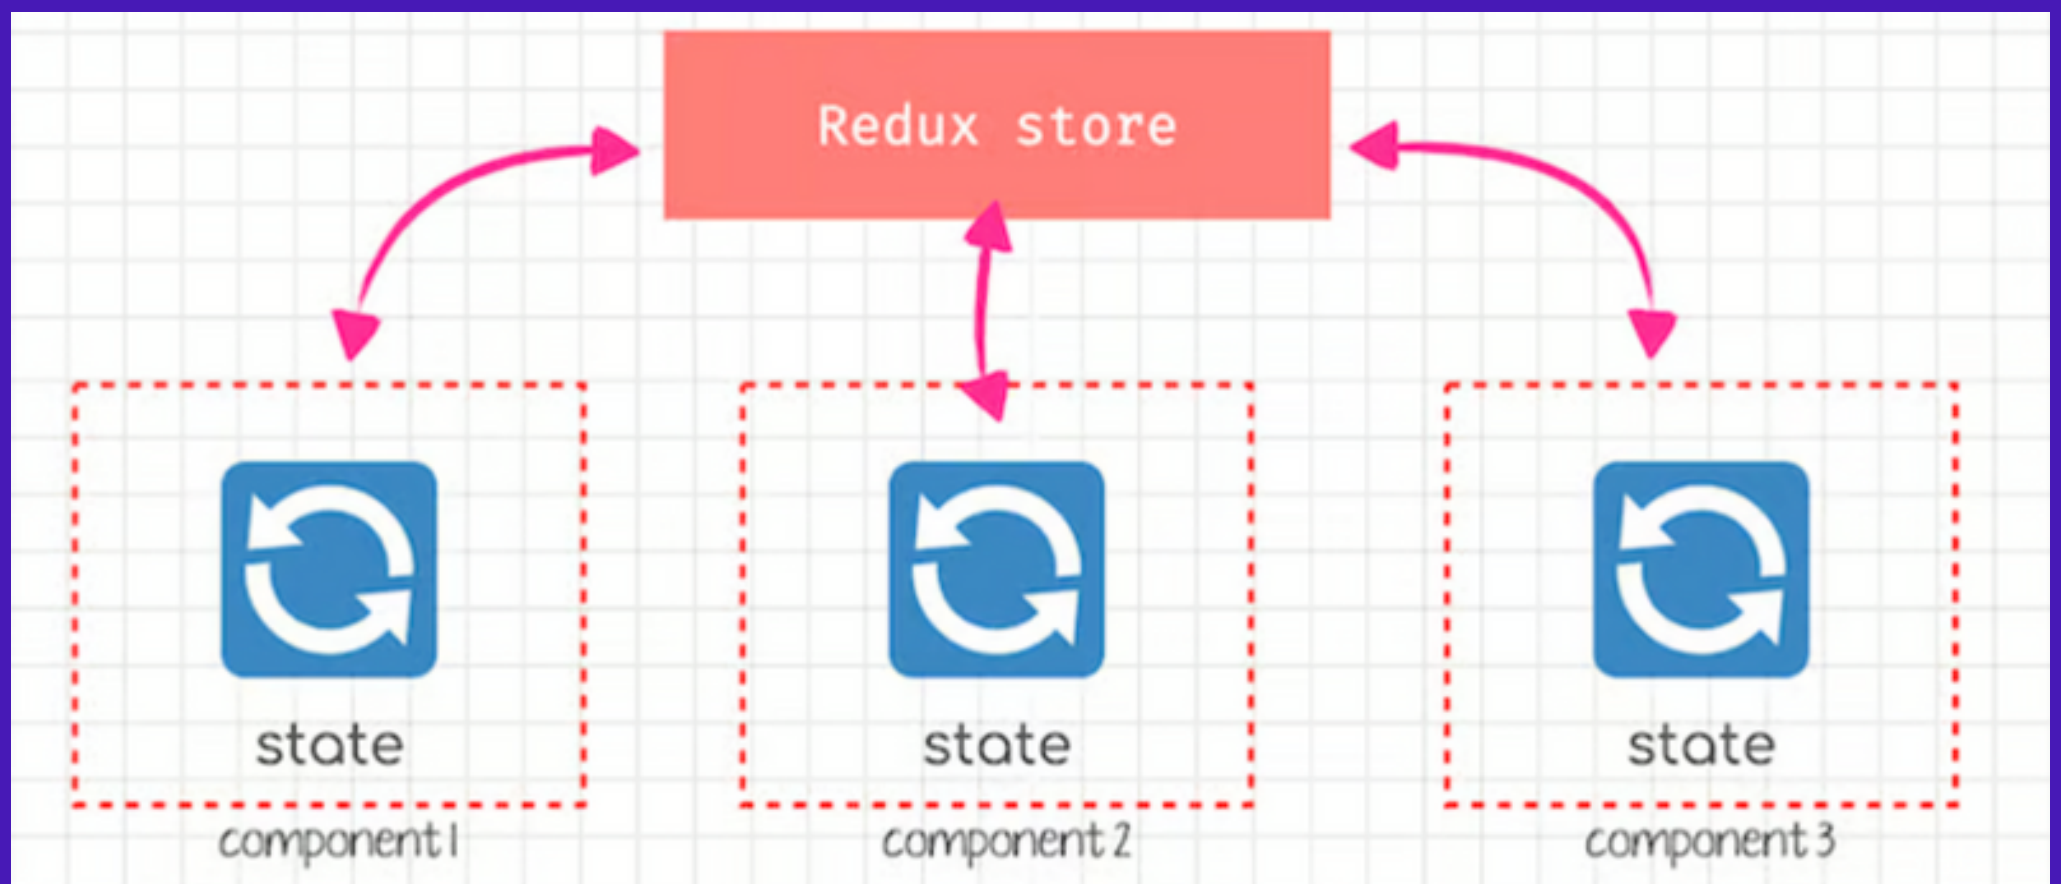 Redux store
state
state
state
component 1
component 2
component 3